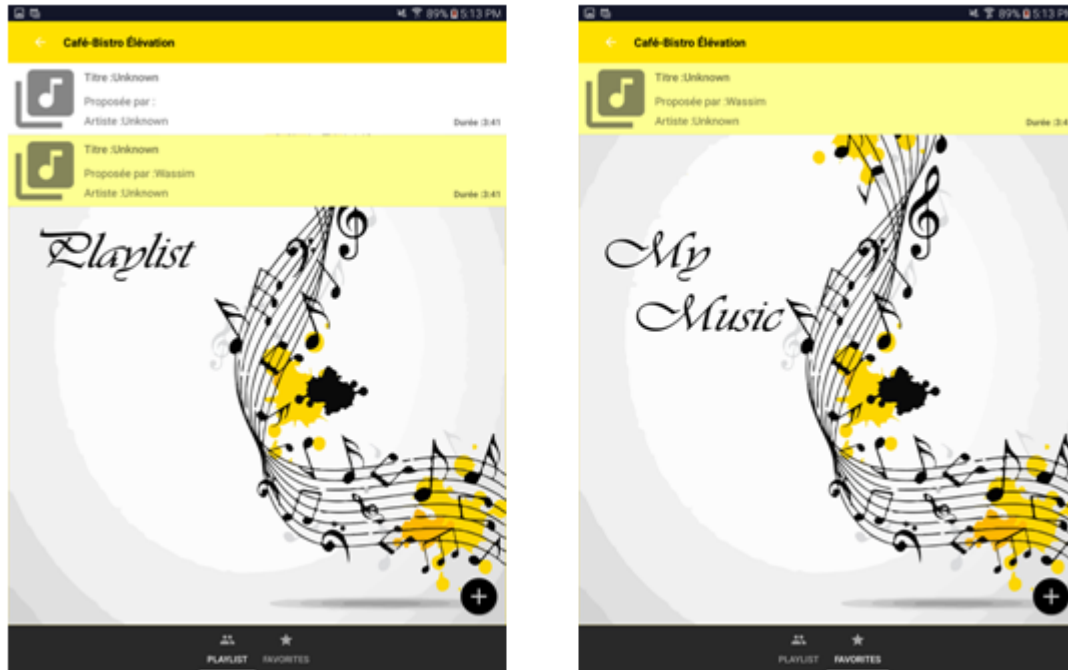 89% 5:13 PM
Café-Bistro Élévation
Titre :Unknown
Proposée par :
Artiste :Unknown
Durée :3:41
Titre :Unknown
Proposée par :Wassim
Artiste :Unknown
Durée :3:41
Playlist
PLAYLIST FAVORITES
89% 5:13 PM
Café-Bistro Élévation
Titre :Unknown
Proposée par :Wassim
Artiste :Unknown
Durée :3:4
My
Music
PLAYLIST FAVORITES